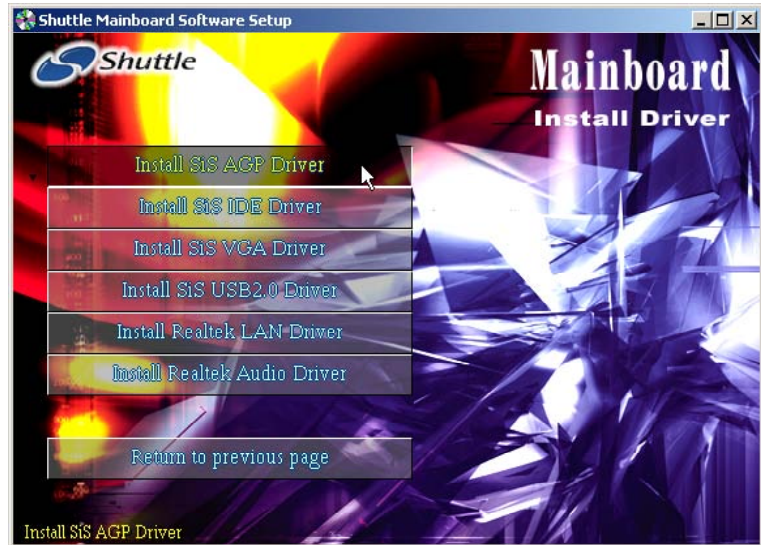 Shuttle Mainboard Software Setup
Shuttle
Mainboard
Install Driver
Install SiS AGP Driver
Install SiS IDE Driver
Install SiS VGA Driver
Install SiS USB2.0 Driver
Install Realtek LAN Driver
Install Realtek Audio Driver
Return to previous page
Install SiS AGP Driver